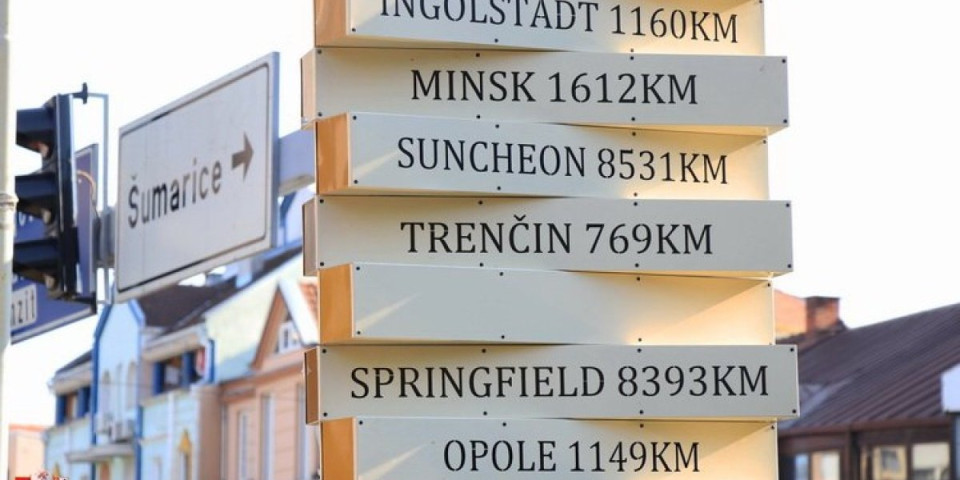 INGOLSTADT 1160KM
MINSK 1612KM
SUNCHEON 8531KM
TRENČIN 769KM
SPRINGFIELD 8393KM
OPOLE 1149KM
Šumarice →